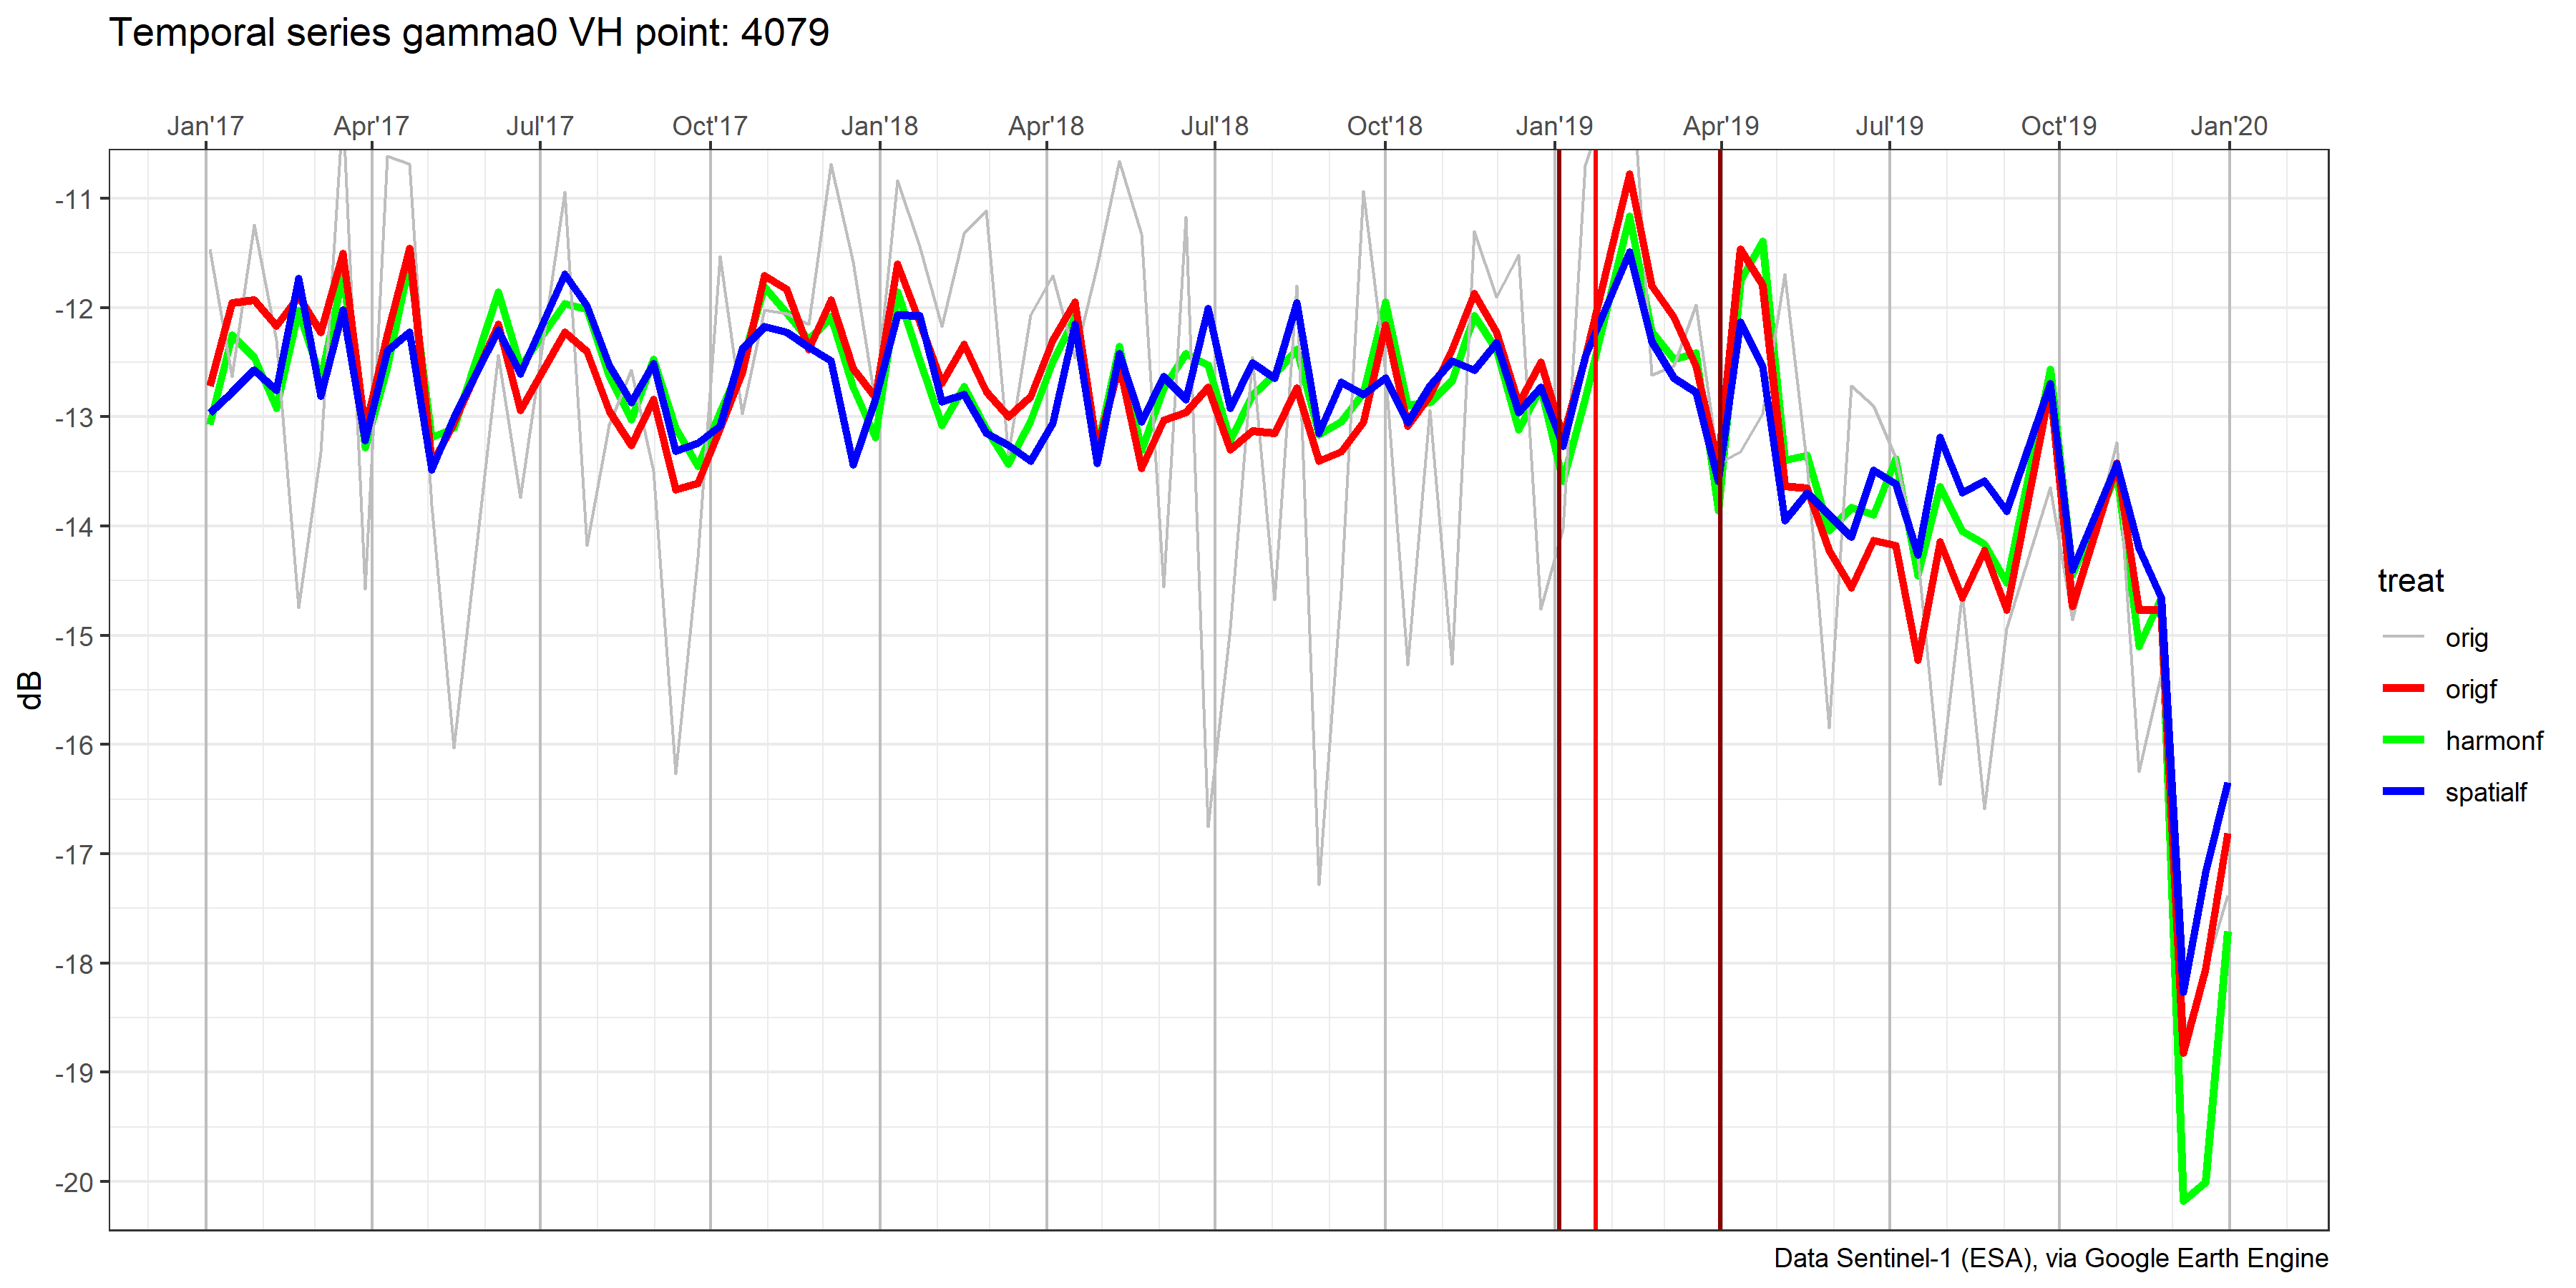 Temporal series gamma0 VH point: 4079
Jan'17 Apr'17 Jul'17 Oct'17 Jan'18 Apr'18 Jul'18 Oct'18 Jan'19 Apr'19 Jul'19 Oct'19 Jan'20
-11
-12
-13
-14
-15
-16
-17
-18
-19
-20
dB
treat
orig
origf
harmonf
spatialf
Data Sentinel-1 (ESA), via Google Earth Engine